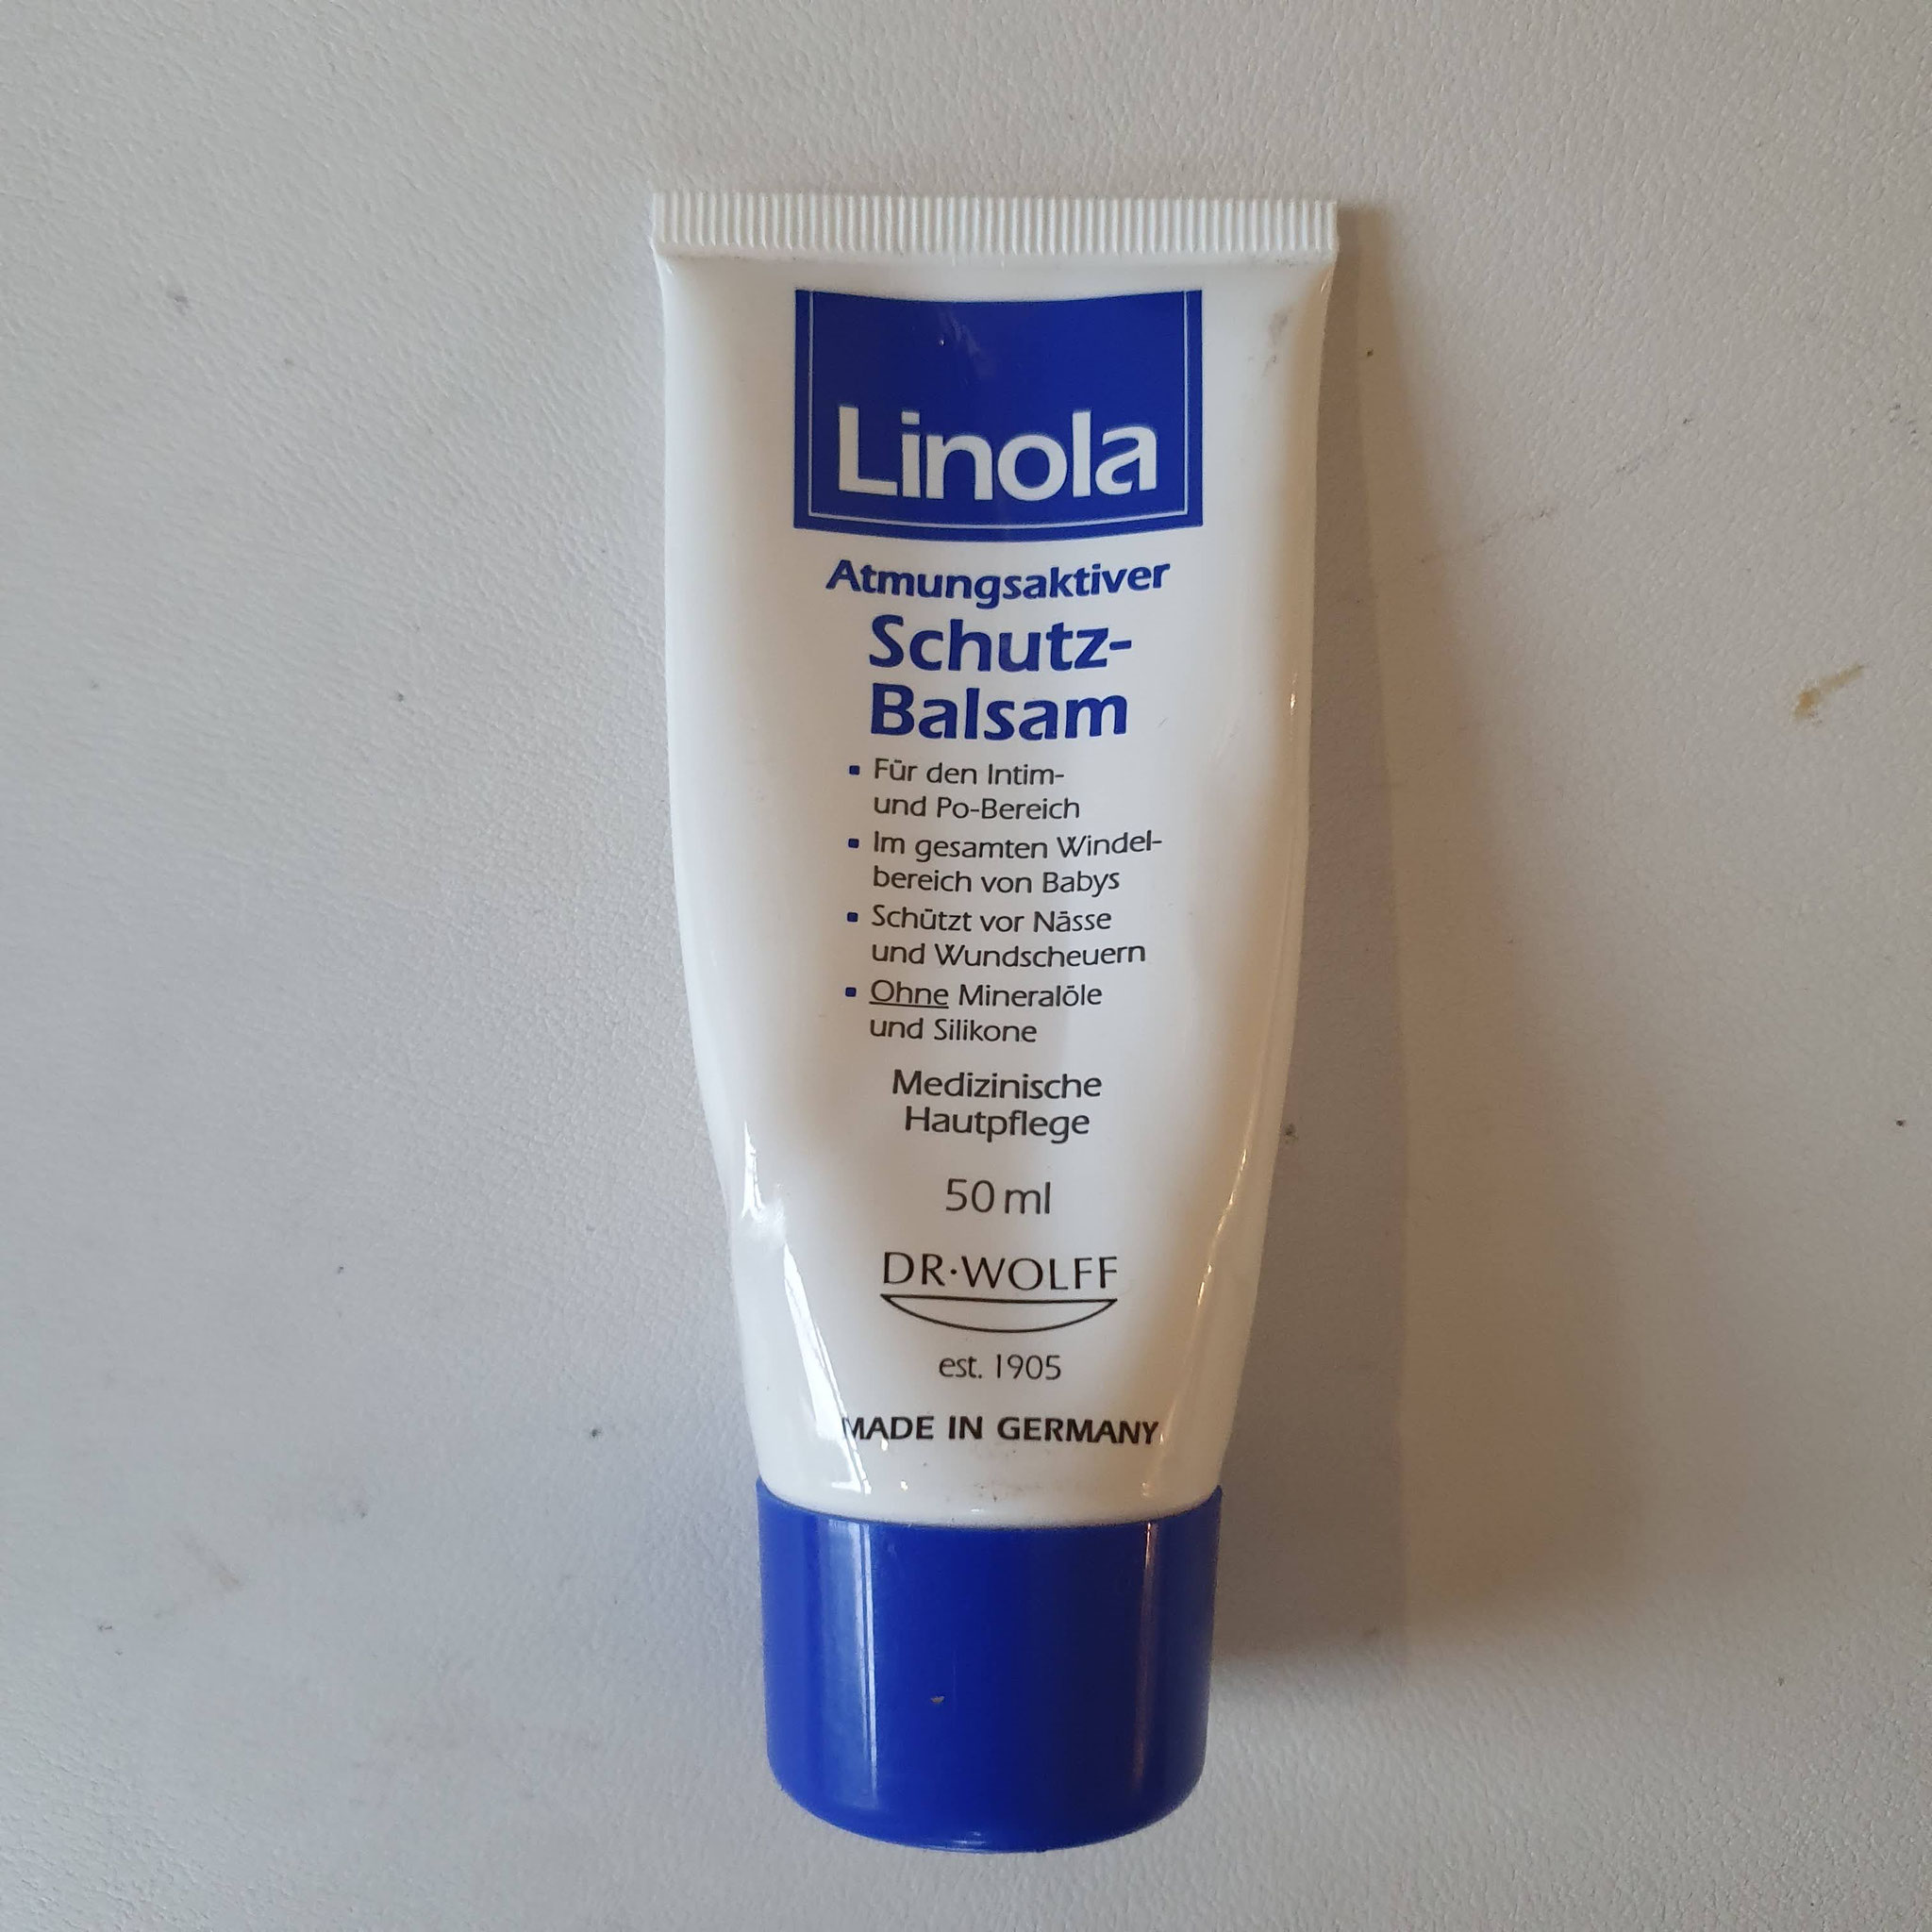 Linola
Atmungsaktiver
Schutz-
Balsam
▪ Für den Intim-
und Po-Bereich
▪ Im gesamten Windel-
bereich von Babys
▪ Schützt vor Nässe
und Wundscheuern
▪ Ohne Mineralöle
und Silikone
Medizinische
Hautpflege
50 ml
DR·WOLFF
est. 1905
MADE IN GERMANY